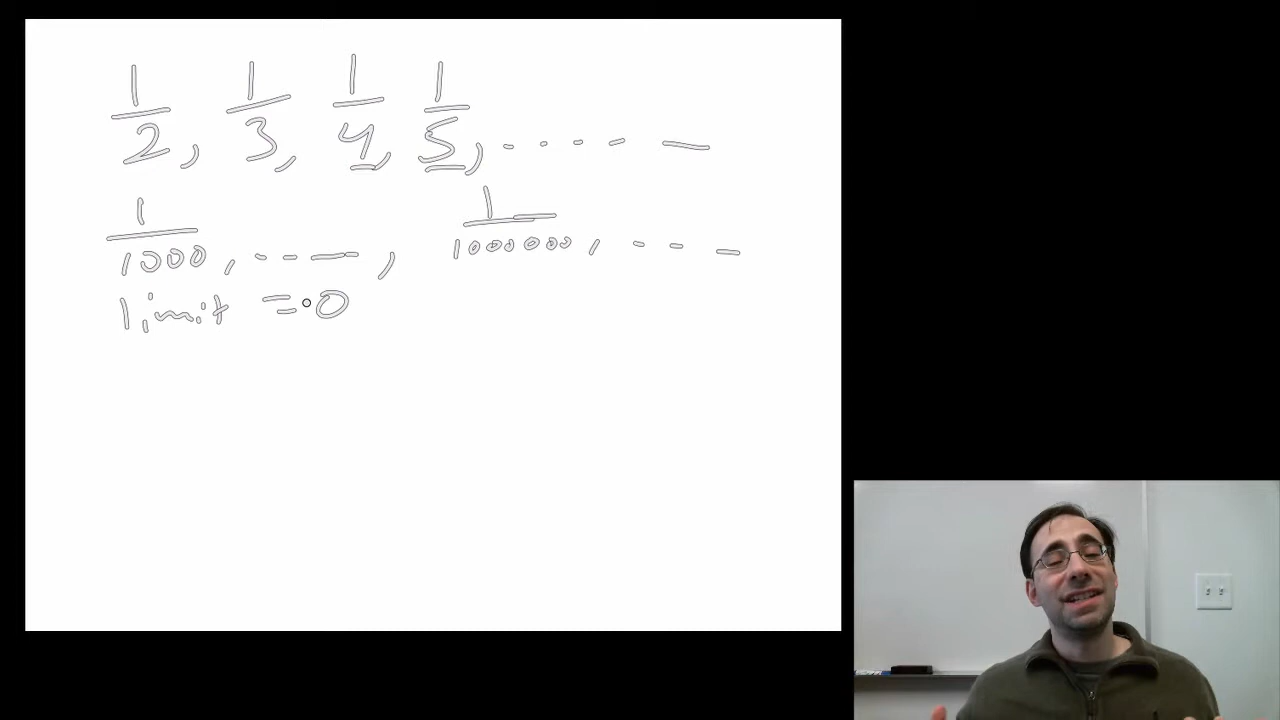 1/2, 1/3, 1/4, 1/5, ..... —
1/1000, ..—, 1/1000000, .. —
limit = 0